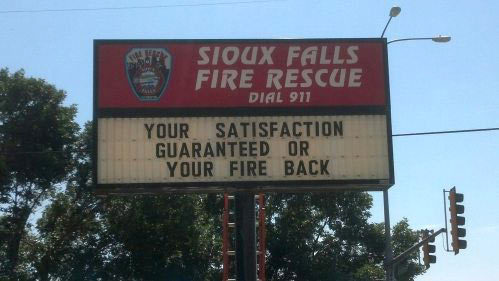 SIOUX FALLS
FIRE RESCUE
DIAL 911
YOUR SATISFACTION
GUARANTEED OR
YOUR FIRE BACK